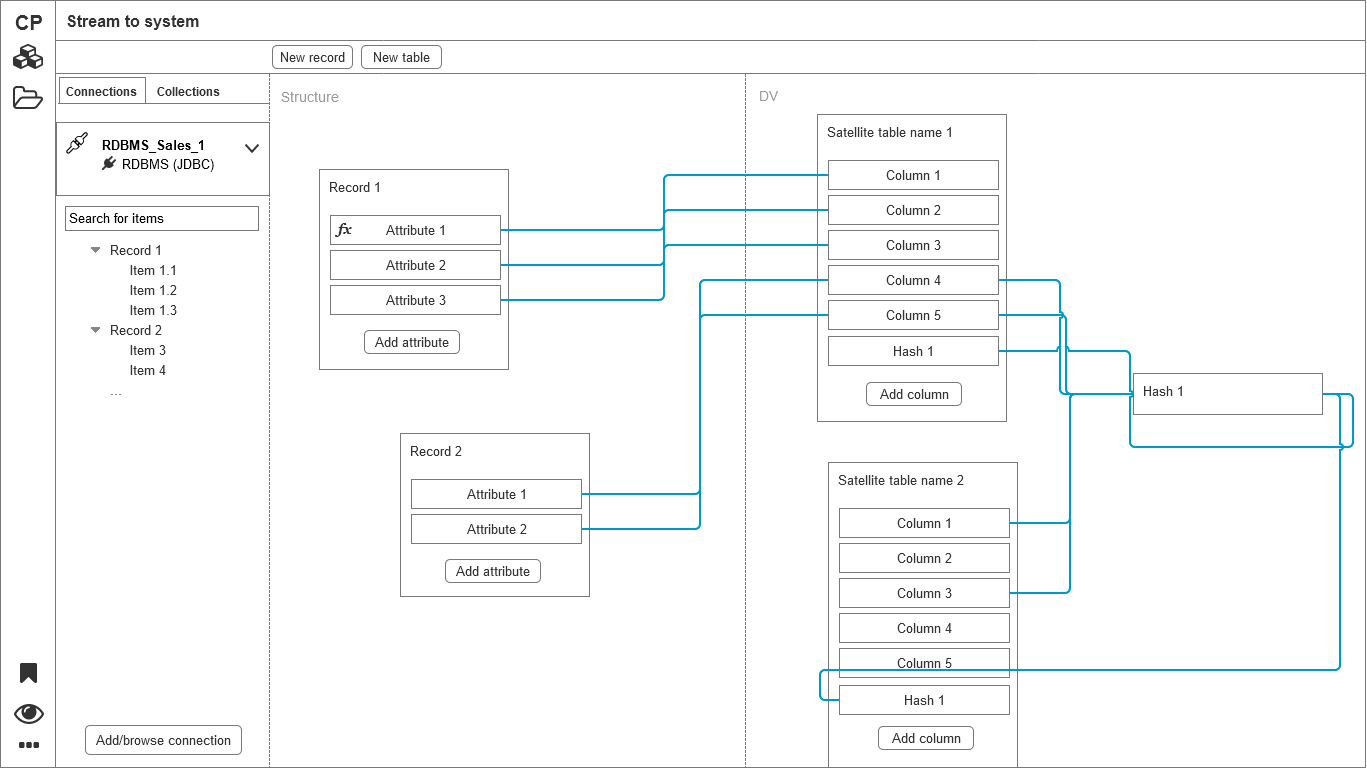 CP
Stream to system
New record
New table
Connections
Collections
RDBMS_Sales_1
RDBMS (JDBC)
Search for items
Record 1
Item 1.1
Item 1.2
Item 1.3
Record 2
Item 3
Item 4
...
Add/browse connection
Structure
Record 1
fx Attribute 1
Attribute 2
Attribute 3
Add attribute
Record 2
Attribute 1
Attribute 2
Add attribute
DV
Satellite table name 1
Column 1
Column 2
Column 3
Column 4
Column 5
Hash 1
Add column
Hash 1
Satellite table name 2
Column 1
Column 2
Column 3
Column 4
Column 5
Hash 1
Add column